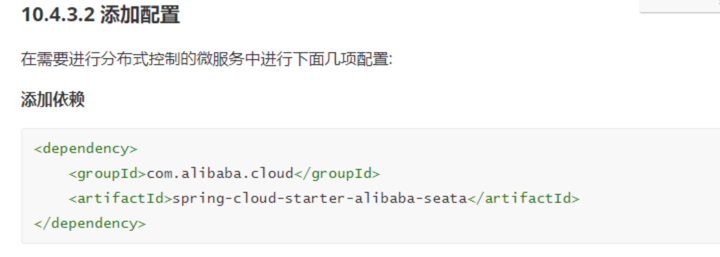 10.4.3.2 添加配置
在需要进行分布式控制的微服务中进行下面几项配置:
添加依赖
<dependency>
    <groupId>com.alibaba.cloud</groupId>
    <artifactId>spring-cloud-starter-alibaba-seata</artifactId>
</dependency>